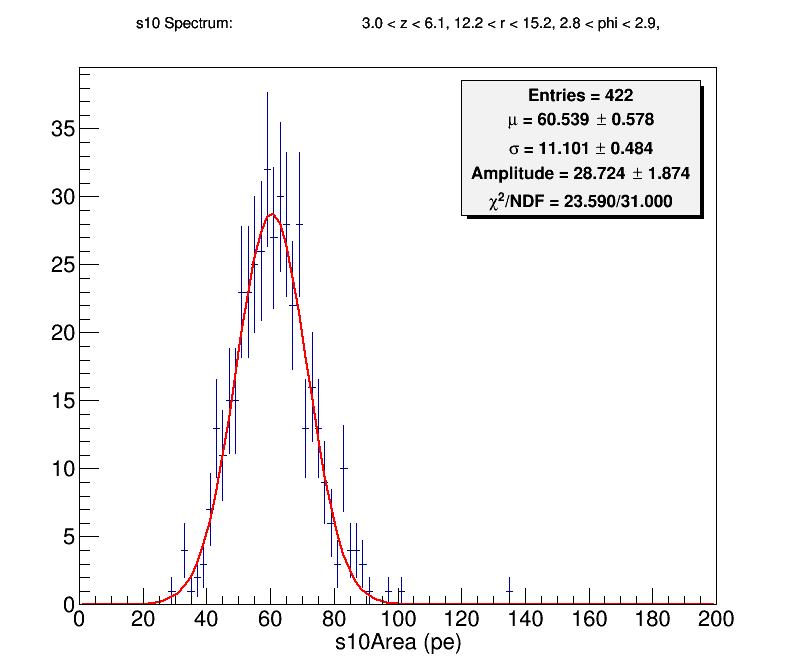 s10 Spectrum: 3.0 < z < 6.1, 12.2 < r < 15.2, 2.8 < phi < 2.9,
Entries = 422
μ = 60.539 ± 0.578
σ = 11.101 ± 0.484
Amplitude = 28.724 ± 1.874
χ²/NDF = 23.590/31.000
35
30
25
20
15
10
5
0
0 20 40 60 80 100 120 140 160 180 200
s10Area (pe)